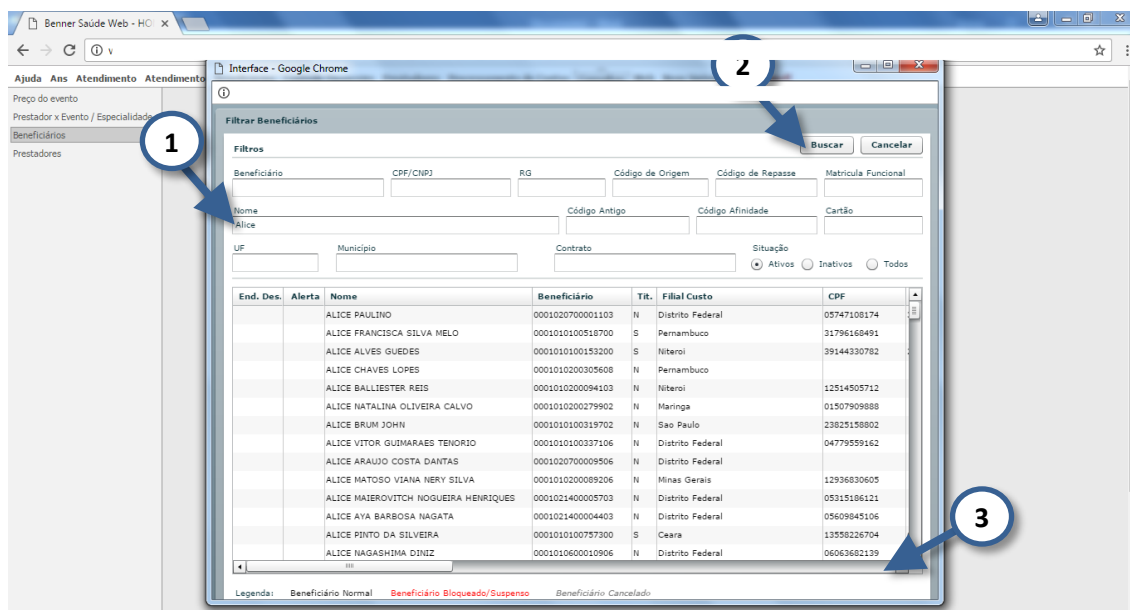 Benner Saúde Web - HO
v
Ajuda Ans Atendimento Atendimento
Preço do evento
Prestador x Evento / Especialidade
Beneficiários
Prestadores
Interface - Google Chrome
Filtrar Beneficiários
Filtros
Buscar Cancelar
Beneficiário CPF/CNPJ RG Código de Origem Código de Repasse Matricula Funcional
Nome Código Antigo Código Afinidade Cartão
Alice
UF Município Contrato Situação
Ativos Inativos Todos
End. Des. Alerta Nome Beneficiário Tit. Filial Custo CPF
ALICE PAULINO 0001020700001103 N Distrito Federal 05747108174
ALICE FRANCISCA SILVA MELO 0001010100518700 S Pernambuco 31796168491
ALICE ALVES GUEDES 0001010100153200 S Niteroi 39144330782
ALICE CHAVES LOPES 0001010200305608 N Pernambuco
ALICE BALLIESTER REIS 0001010200094103 N Niteroi 12514505712
ALICE NATALINA OLIVEIRA CALVO 0001010200279902 N Maringa 01507909888
ALICE BRUM JOHN 0001010100319702 N Sao Paulo 23825158802
ALICE VITOR GUIMARAES TENORIO 0001010100337106 N Distrito Federal 04779559162
ALICE ARAUJO COSTA DANTAS 0001020700009506 N Distrito Federal
ALICE MATOSO VIANA NERY SILVA 0001010200089206 N Minas Gerais 12936830605
ALICE MAIEROVITCH NOGUEIRA HENRIQUES 0001021400005703 N Distrito Federal 05315186121
ALICE AYA BARBOSA NAGATA 0001021400004403 N Distrito Federal 05609845106
ALICE PINTO DA SILVEIRA 0001010100757300 S Ceara 13558226704
ALICE NAGASHIMA DINIZ 0001010600010906 N Distrito Federal 06063682139
Legenda: Beneficiário Normal Beneficiário Bloqueado/Suspenso Beneficiário Cancelado
1
2
3